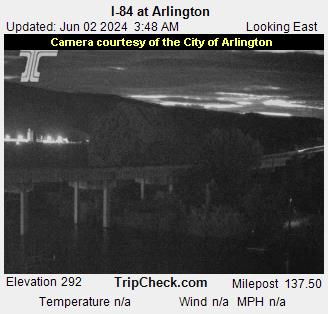 I-84 at Arlington
Updated: Jun 02 2024 3:48 AM Looking East
Camera courtesy of the City of Arlington
Elevation 292 TripCheck.com Milepost 137.50
Temperature n/a Wind n/a MPH n/a